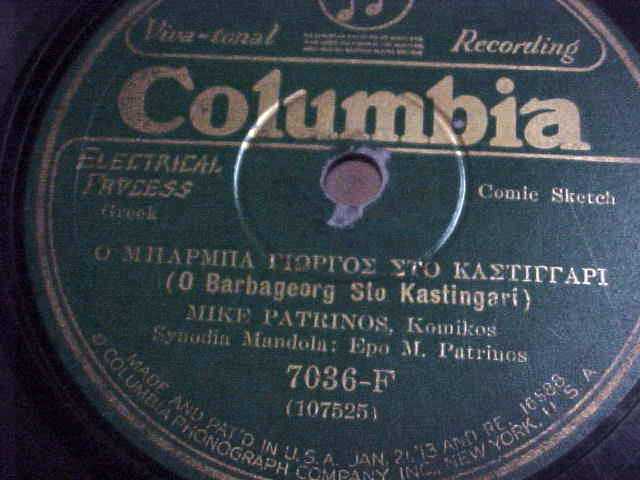 Viva-tonal Recording
Columbia
ELECTRICAL
PROCESS
Greek
Comic Sketch
Ο ΜΠΑΡΜΠΑ ΓΙΩΡΓΟΣ ΣΤΟ ΚΑΣΤΙΓΓΑΡΙ
(O Barbageorg Sto Kastingari)
MIKE PATRINOS, Komikos
Synodia Mandola: Epo M. Patrinos
7036-F
(107525)
MADE AND PAT'D IN U.S.A. JAN. 21,'13 AND RE. 16588
© COLUMBIA PHONOGRAPH COMPANY INC., NEW YORK, U.S.A